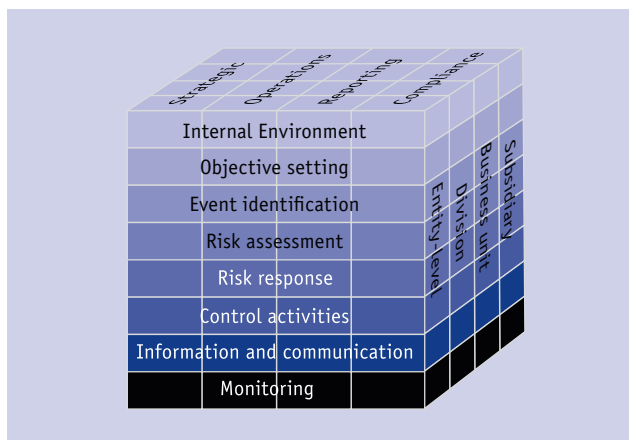 Strategic
Operations
Reporting
Compliance
Internal Environment
Objective setting
Event identification
Risk assessment
Risk response
Control activities
Information and communication
Monitoring
Entity-Level
Division
Business unit
Subsidiary